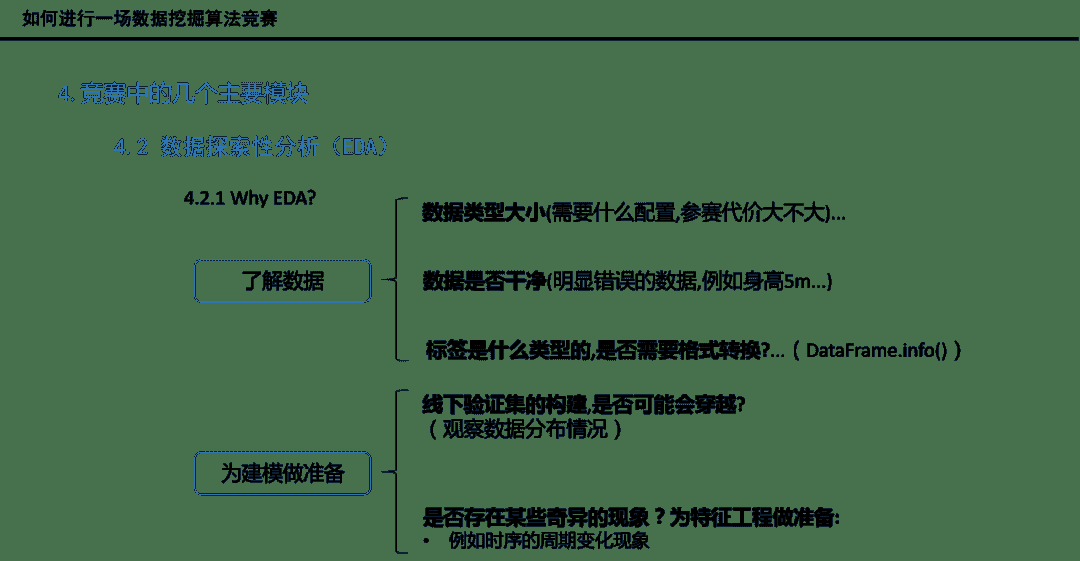 如何进行一场数据挖掘算法竞赛
4.竞赛中的几个主要模块
4.2 数据探索性分析（EDA）
4.2.1 Why EDA?
了解数据
数据类型大小(需要什么配置,参赛代价大不大)...
数据是否干净(明显错误的数据,例如身高5m...)
标签是什么类型的,是否需要格式转换?...（DataFrame.info()）
为建模做准备
线下验证集的构建,是否可能会穿越?
（观察数据分布情况）
是否存在某些奇异的现象？为特征工程做准备:
• 例如时序的周期变化现象